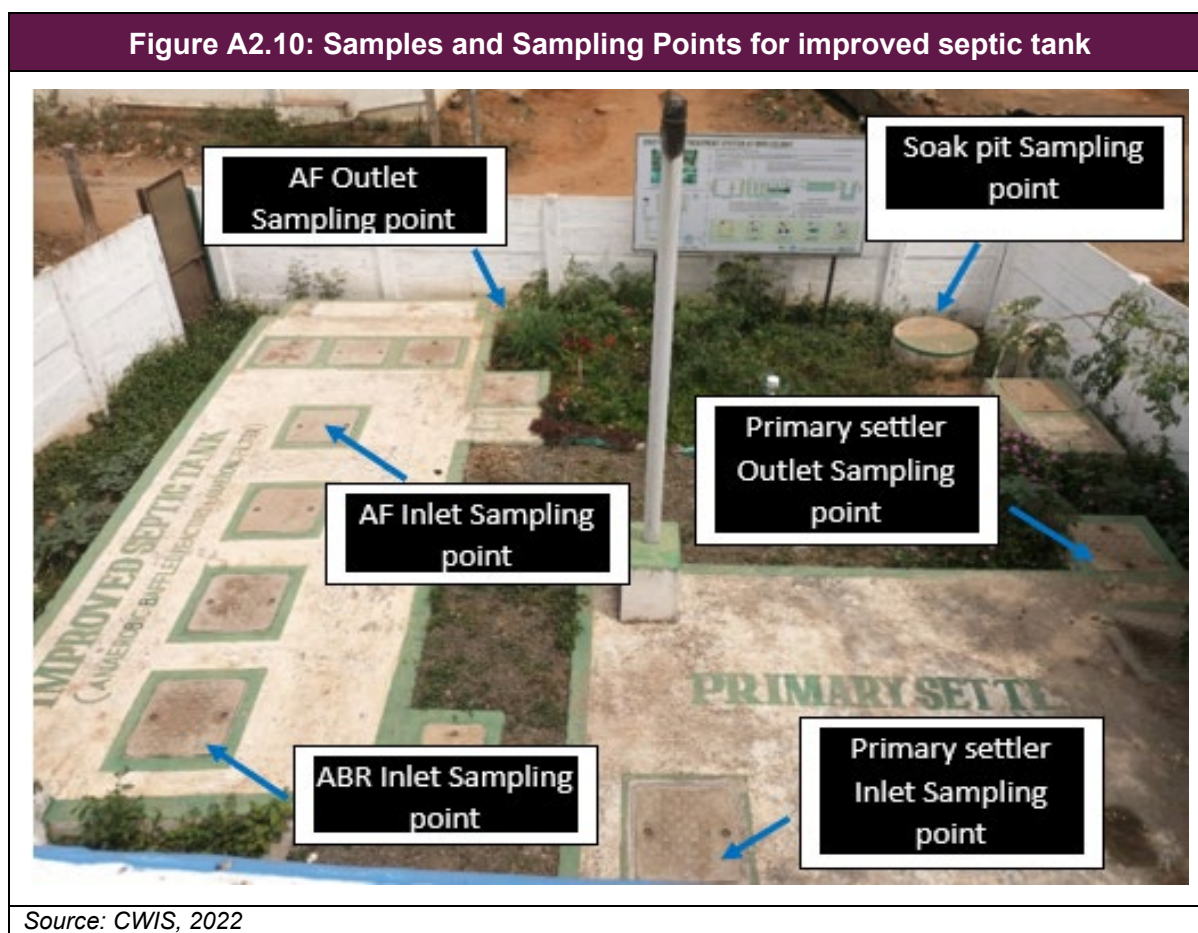 Figure A2.10: Samples and Sampling Points for improved septic tank
AF Outlet
Sampling point
Soak pit Sampling
point
AF Inlet Sampling
point
Primary settler
Outlet Sampling
point
IMPROVED SEPTIC TANK
PRIMARY SETTL
ABR Inlet Sampling
point
Primary settler
Inlet Sampling
point
Source: CWIS, 2022